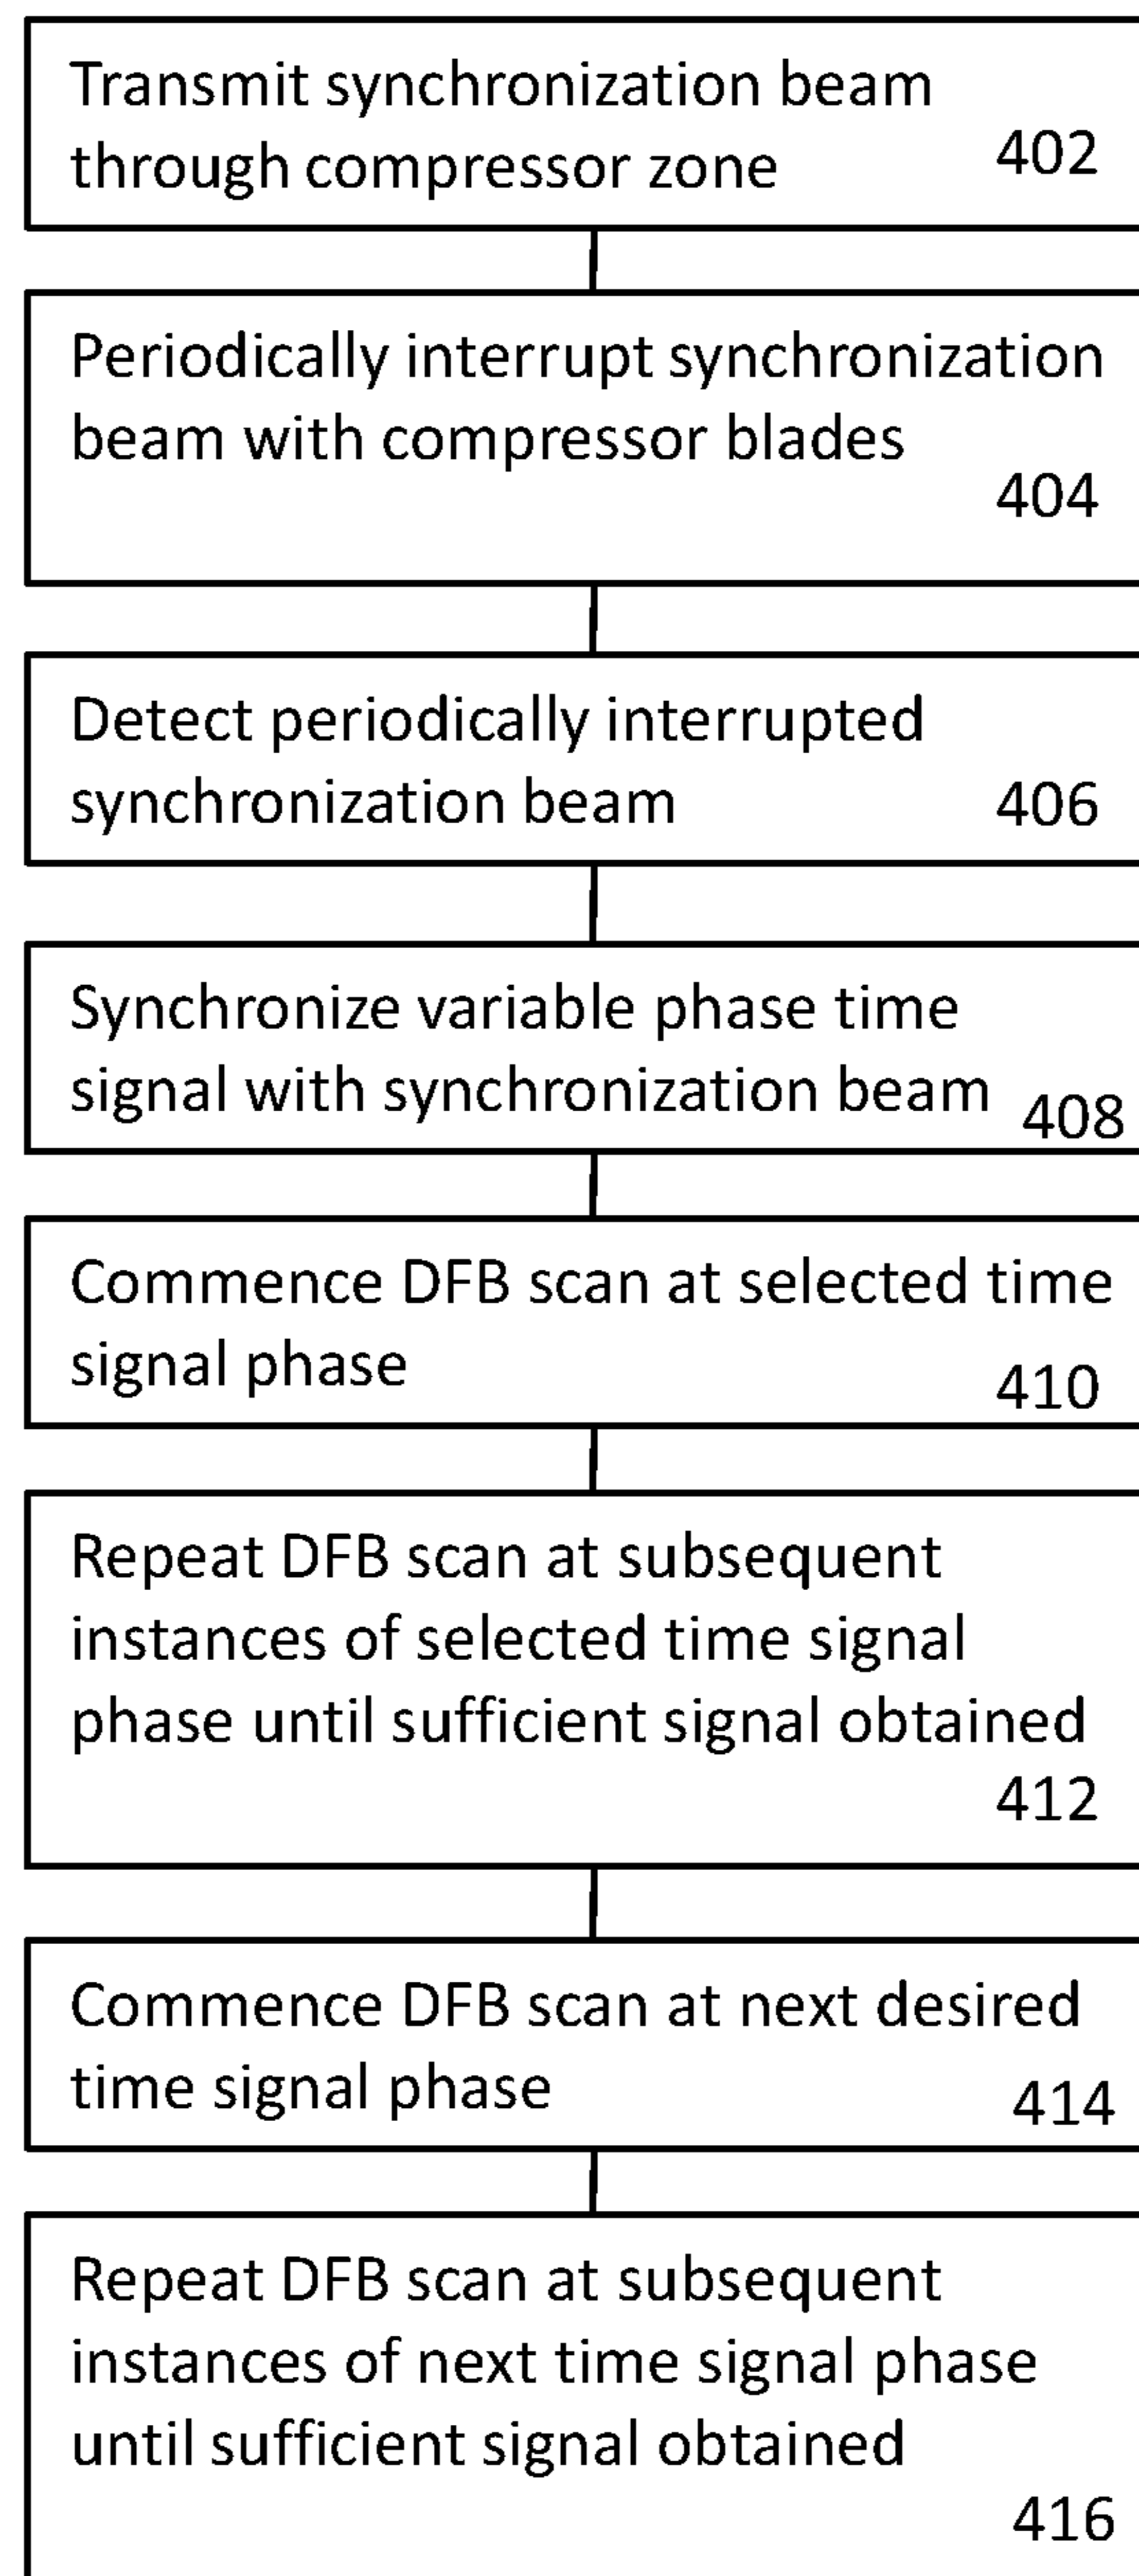 Transmit synchronization beam
through compressor zone
402
Periodically interrupt synchronization
beam with compressor blades
404
Detect periodically interrupted
synchronization beam
406
Synchronize variable phase time
signal with synchronization beam
408
Commence DFB scan at selected time
signal phase
410
Repeat DFB scan at subsequent
instances of selected time signal
phase until sufficient signal obtained
412
Commence DFB scan at next desired
time signal phase
414
Repeat DFB scan at subsequent
instances of next time signal phase
until sufficient signal obtained
416